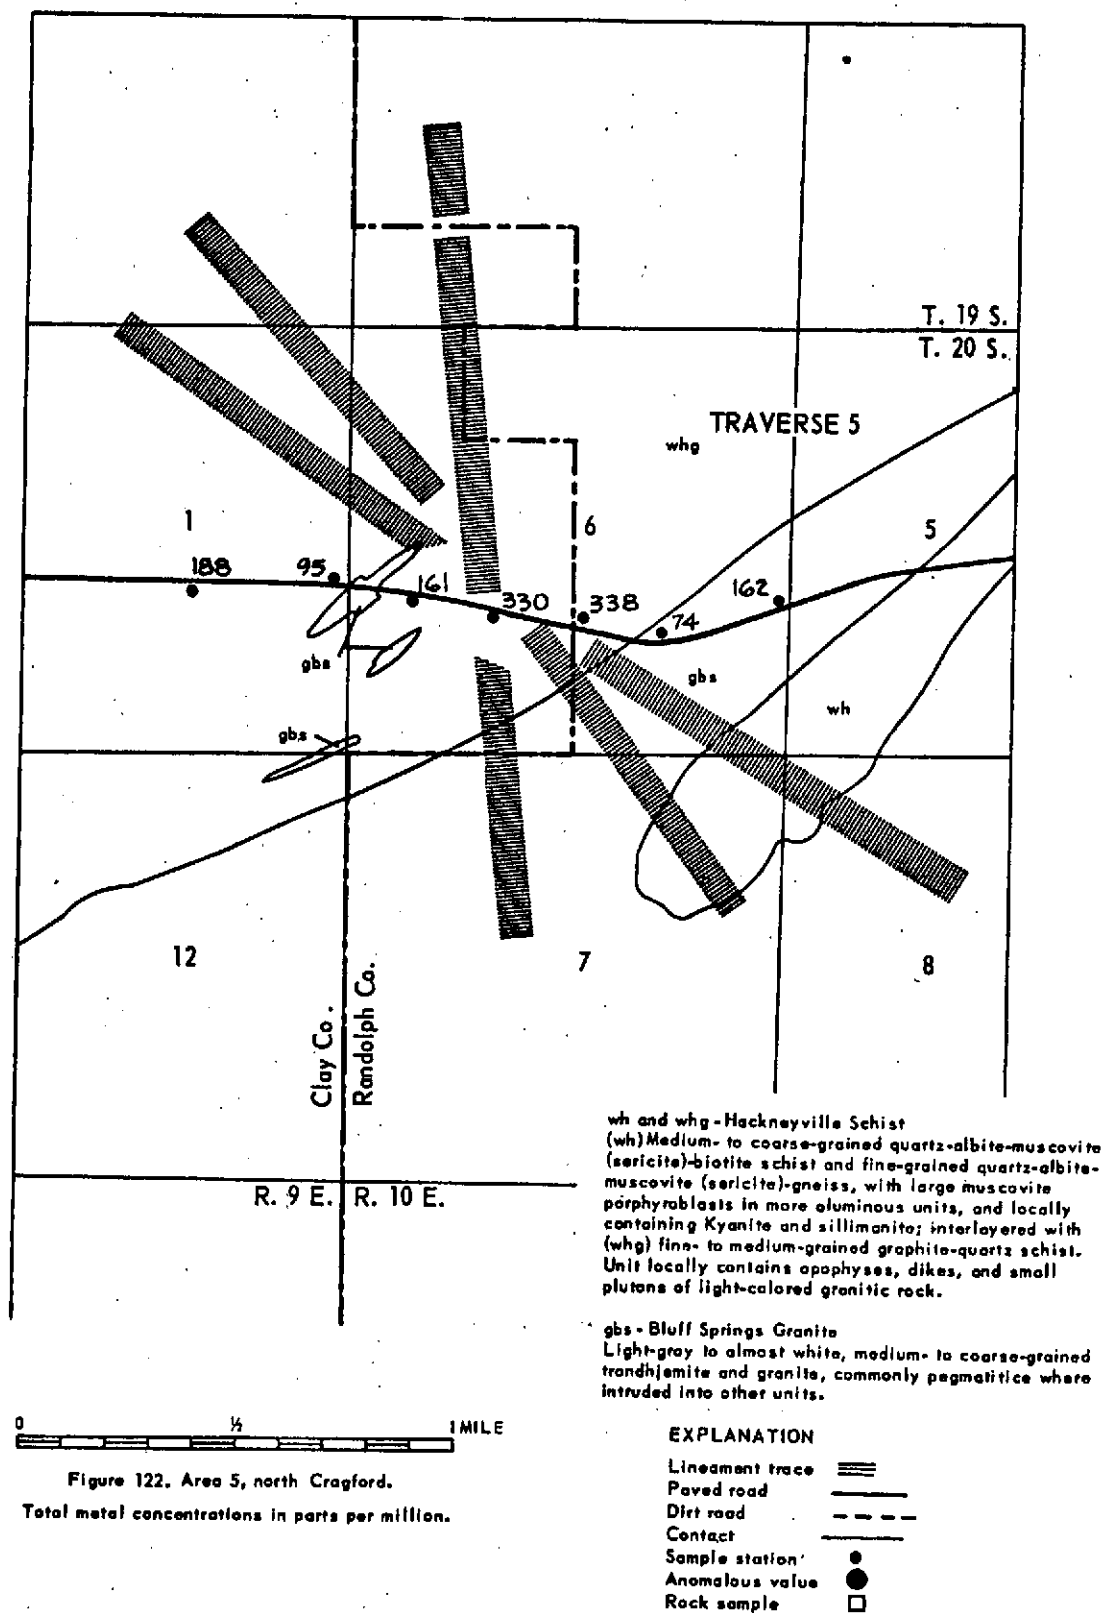 T. 19 S.
T. 20 S.
TRAVERSE 5
whg
1
6
5
188
95
161
330
338
74
162
gbs
gbs
wh
gbs
12
7
8
Clay Co.
Randolph Co.
R. 9 E.
R. 10 E.
wh and whg - Hackneyville Schist
(wh) Medium- to coarse-grained quartz-albite-muscovite
(sericite)-biotite schist and fine-grained quartz-albite-
muscovite (sericite)-gneiss, with large muscovite
porphyroblasts in more aluminous units, and locally
containing Kyanite and sillimanite; interlayered with
(whg) fine- to medium-grained graphite-quartz schist.
Unit locally contains apophyses, dikes, and small
plutons of light-colored granitic rock.
gbs - Bluff Springs Granite
Light-gray to almost white, medium- to coarse-grained
trondhjemite and granite, commonly pegmatitice where
intruded into other units.
0 ½ 1 MILE
Figure 122. Area 5, north Cragford.
Total metal concentrations in parts per million.
EXPLANATION
Lineament trace
Paved road
Dirt road
Contact
Sample station
Anomalous value
Rock sample